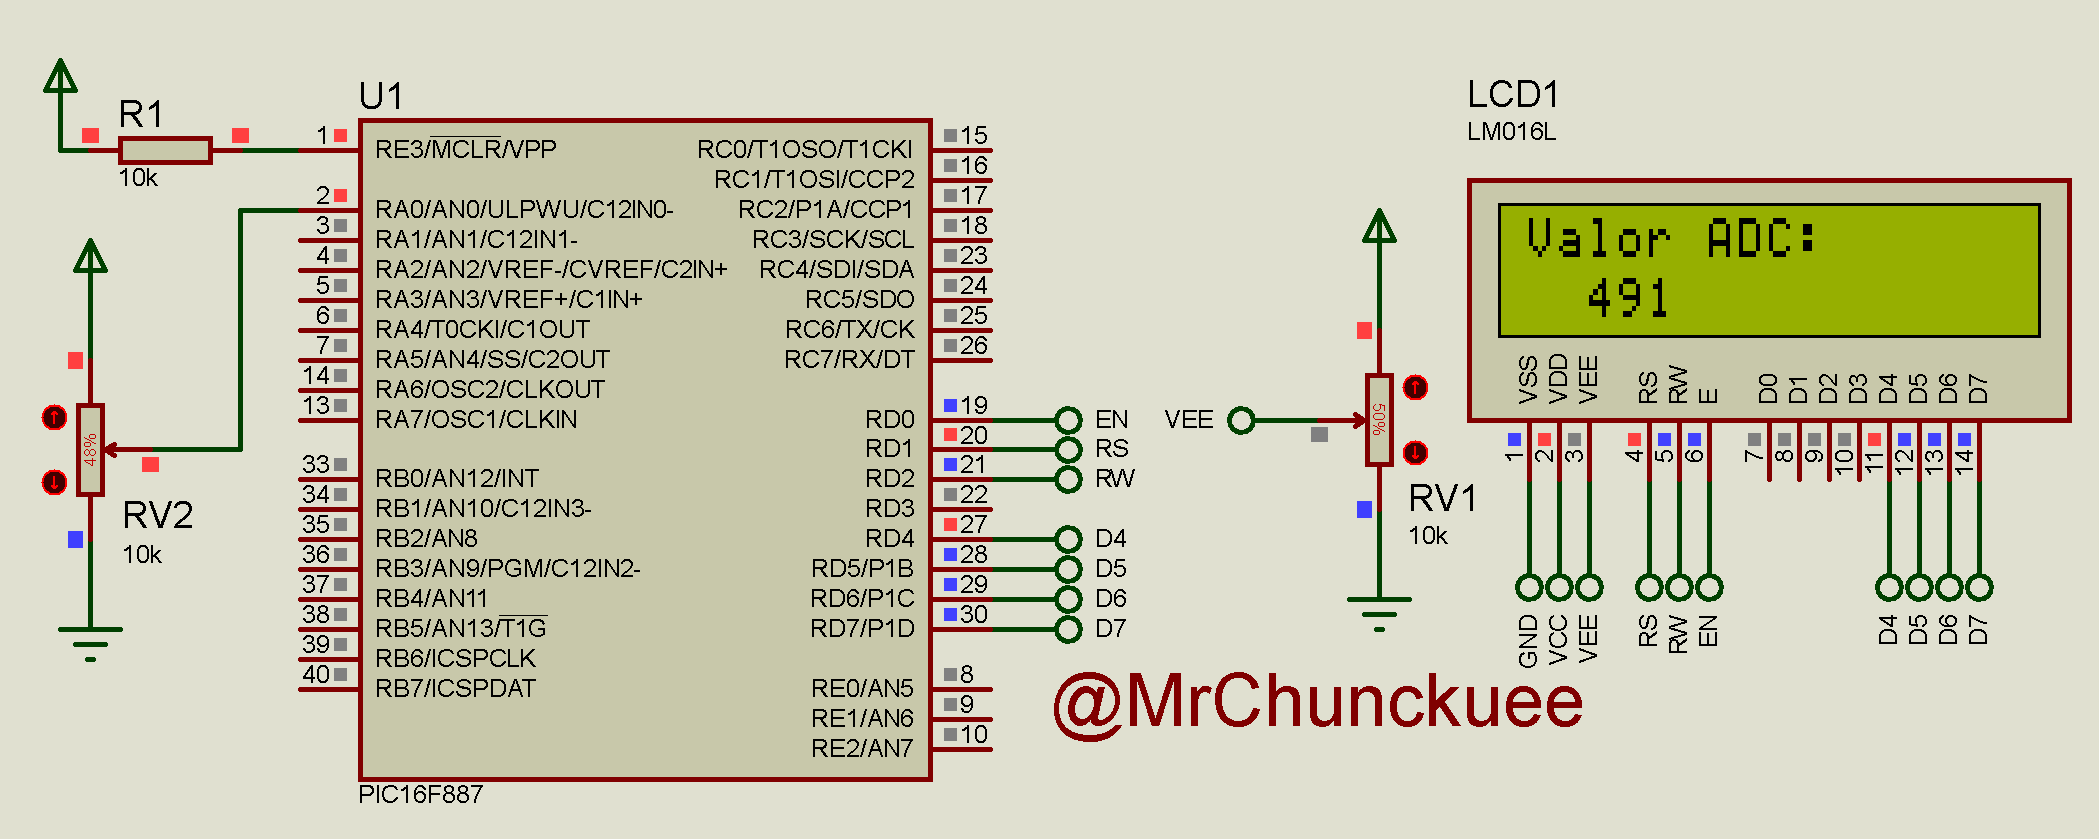 R1
10k
RV2
10k
48%
U1
1 RE3/MCLR/VPP
2 RA0/AN0/ULPWU/C12IN0-
3 RA1/AN1/C12IN1-
4 RA2/AN2/VREF-/CVREF/C2IN+
5 RA3/AN3/VREF+/C1IN+
6 RA4/T0CKI/C1OUT
7 RA5/AN4/SS/C2OUT
14 RA6/OSC2/CLKOUT
13 RA7/OSC1/CLKIN
33 RB0/AN12/INT
34 RB1/AN10/C12IN3-
35 RB2/AN8
36 RB3/AN9/PGM/C12IN2-
37 RB4/AN11
38 RB5/AN13/T1G
39 RB6/ICSPCLK
40 RB7/ICSPDAT
RC0/T1OSO/T1CKI 15
RC1/T1OSI/CCP2 16
RC2/P1A/CCP1 17
RC3/SCK/SCL 18
RC4/SDI/SDA 23
RC5/SDO 24
RC6/TX/CK 25
RC7/RX/DT 26
RD0 19 EN
RD1 20 RS
RD2 21 RW
RD3 22
RD4 27 D4
RD5/P1B 28 D5
RD6/P1C 29 D6
RD7/P1D 30 D7
RE0/AN5 8
RE1/AN6 9
RE2/AN7 10
PIC16F887
VEE
50%
RV1
10k
LCD1
LM016L
Valor ADC:
491
VSS VDD VEE RS RW E D0 D1 D2 D3 D4 D5 D6 D7
1 2 3 4 5 6 7 8 9 10 11 12 13 14
GND VCC VEE RS RW EN D4 D5 D6 D7
@MrChunckuee